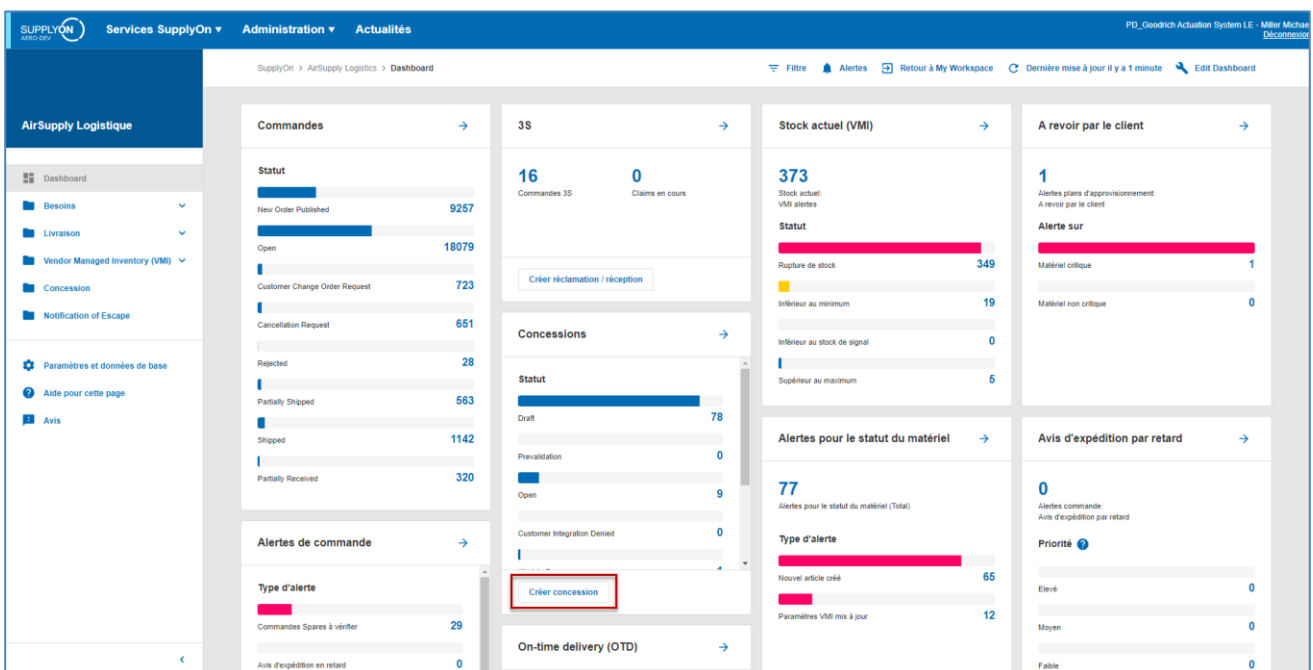 SUPPLYON
AERO-DEV
Services SupplyOn ▾
Administration ▾
Actualités
PD_Goodrich Actuation System LE - Miller Michae
Déconnexion
SupplyOn > AirSupply Logistics > Dashboard
Filtre
Alertes
Retour à My Workspace
Dernière mise à jour il y a 1 minute
Edit Dashboard
AirSupply Logistique
Dashboard
Besoins
Livraison
Vendor Managed Inventory (VMI)
Concession
Notification of Escape
Paramètres et données de base
Aide pour cette page
Avis
Commandes
Statut
New Order Published 9257
Open 18079
Customer Change Order Request 723
Cancellation Request 651
Rejected 28
Partially Shipped 563
Shipped 1142
Partially Received 320
Alertes de commande
Type d'alerte
Commandes Spares à vérifier 29
Avis d'expédition en retard 0
3S
16 0
Commandes 3S Claims en cours
Créer réclamation / réception
Concessions
Statut
Draft 78
Prevalidation 0
Open 9
Customer Integration Denied 0
Créer concession
On-time delivery (OTD)
Stock actuel (VMI)
373
Stock actuel:
VMI alertes
Statut
Rupture de stock 349
Inférieur au minimum 19
Inférieur au stock de signal 0
Supérieur au maximum 5
Alertes pour le statut du matériel
77
Alertes pour le statut du matériel (Total)
Type d'alerte
Nouvel article créé 65
Paramètres VMI mis à jour 12
A revoir par le client
1
Alertes plans d'approvisionnement:
A revoir par le client
Alerte sur
Matériel critique 1
Matériel non critique 0
Avis d'expédition par retard
0
Alertes commande:
Avis d'expédition par retard
Priorité
Elevé 0
Moyen 0
Faible 0